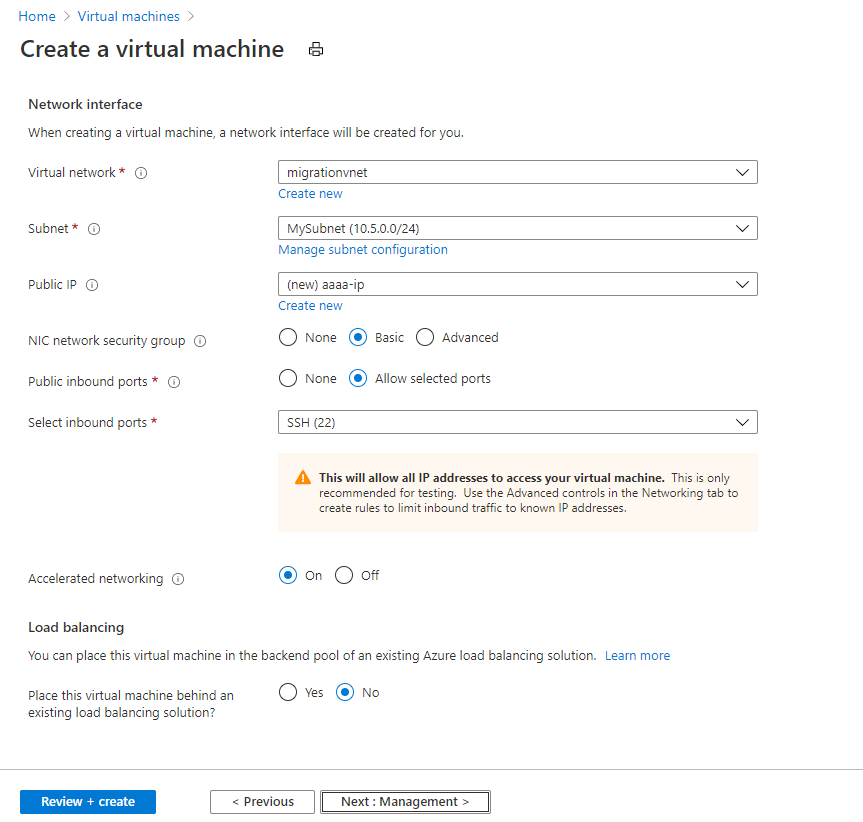 Home > Virtual machines >
Create a virtual machine
Network interface
When creating a virtual machine, a network interface will be created for you.
Virtual network *
migrationvnet
Create new
Subnet *
MySubnet (10.5.0.0/24)
Manage subnet configuration
Public IP
(new) aaaa-ip
Create new
NIC network security group
None Basic Advanced
Public inbound ports *
None Allow selected ports
Select inbound ports *
SSH (22)
This will allow all IP addresses to access your virtual machine. This is only
recommended for testing. Use the Advanced controls in the Networking tab to
create rules to limit inbound traffic to known IP addresses.
Accelerated networking
On Off
Load balancing
You can place this virtual machine in the backend pool of an existing Azure load balancing solution. Learn more
Place this virtual machine behind an
existing load balancing solution?
Yes No
Review + create
< Previous
Next : Management >